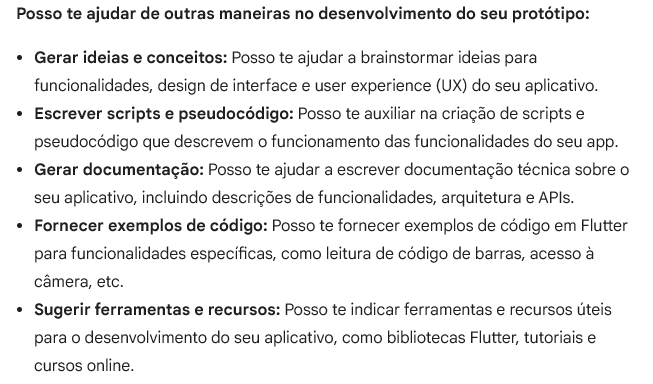 Posso te ajudar de outras maneiras no desenvolvimento do seu protótipo:
• Gerar ideias e conceitos: Posso te ajudar a brainstormar ideias para
funcionalidades, design de interface e user experience (UX) do seu aplicativo.
• Escrever scripts e pseudocódigo: Posso te auxiliar na criação de scripts e
pseudocódigo que descrevem o funcionamento das funcionalidades do seu app.
• Gerar documentação: Posso te ajudar a escrever documentação técnica sobre o
seu aplicativo, incluindo descrições de funcionalidades, arquitetura e APIs.
• Fornecer exemplos de código: Posso te fornecer exemplos de código em Flutter
para funcionalidades específicas, como leitura de código de barras, acesso à
câmera, etc.
• Sugerir ferramentas e recursos: Posso te indicar ferramentas e recursos úteis
para o desenvolvimento do seu aplicativo, como bibliotecas Flutter, tutoriais e
cursos online.